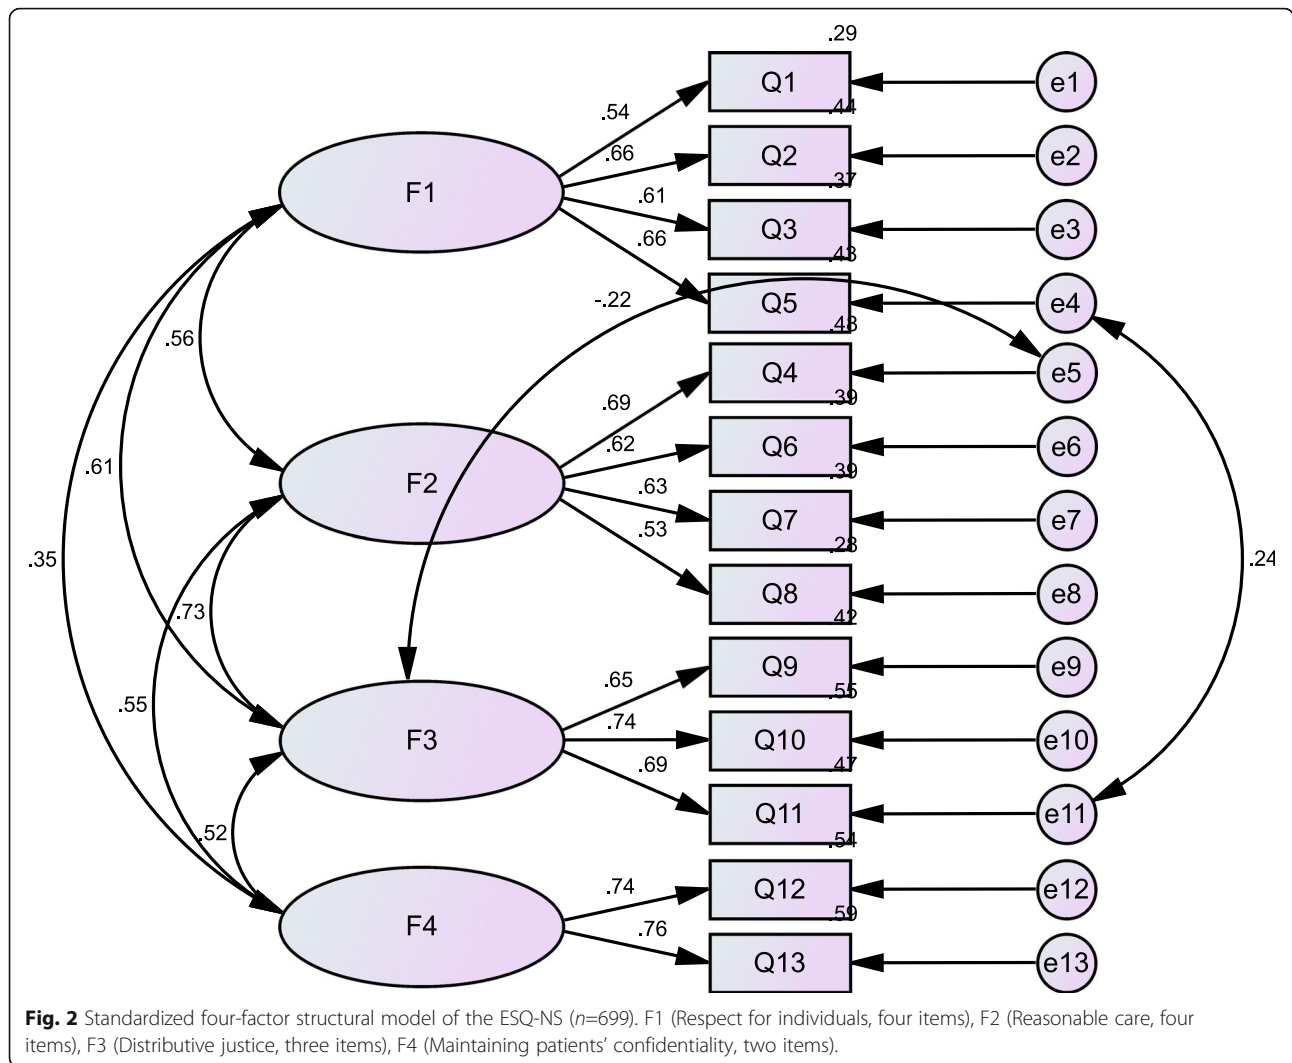 .29
Q1
e1
.54
.44
.66
Q2
e2
.37
F1
.61
Q3
e3
.66
.43
-.22
Q5
e4
.48
.56
Q4
e5
.69
.39
.62
Q6
e6
.61
.39
F2
.63
Q7
e7
.53
.28
.35
.24
Q8
e8
.73
.42
.65
Q9
e9
.55
.55
.74
F3
Q10
e10
.69
.47
Q11
e11
.52
.54
.74
Q12
e12
.59
F4
.76
Q13
e13
Fig. 2 Standardized four-factor structural model of the ESQ-NS (n=699). F1 (Respect for individuals, four items), F2 (Reasonable care, four
items), F3 (Distributive justice, three items), F4 (Maintaining patients' confidentiality, two items).